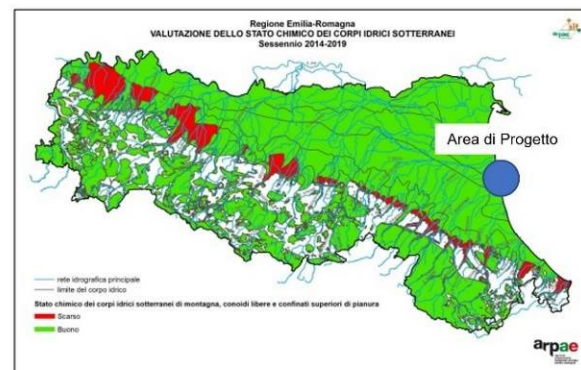 Regione Emilia-Romagna
VALUTAZIONE DELLO STATO CHIMICO DEI CORPI IDRICI SOTTERRANEI
Sessennio 2014-2019
arpae
Area di Progetto
rete idrografica principale
limite del corpo idrico
Stato chimico dei corpi idrici sotterranei di montagna, conoidi libere e confinati superiori di pianura
Scarso
Buono
arpae